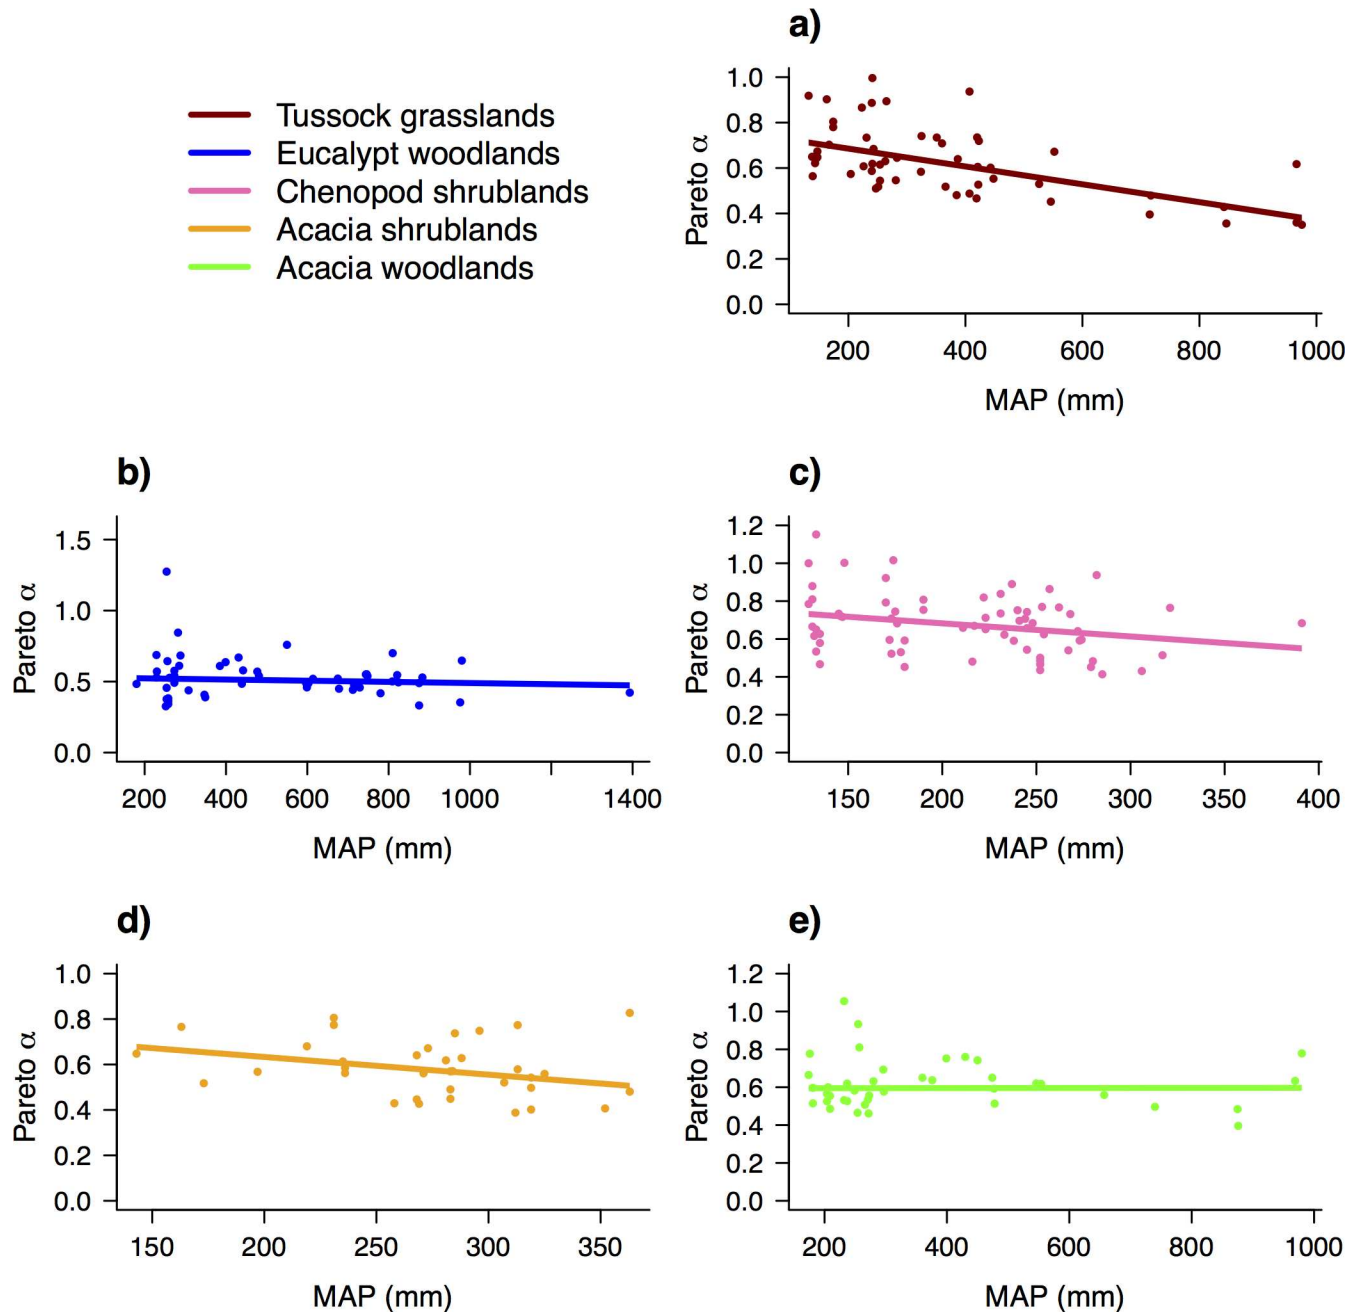 a)
Tussock grasslands
Eucalypt woodlands
Chenopod shrublands
Acacia shrublands
Acacia woodlands
Pareto α
1.0
0.8
0.6
0.4
0.2
0.0
200 400 600 800 1000
MAP (mm)
b)
Pareto α
1.5
1.0
0.5
0.0
200 400 600 800 1000 1400
MAP (mm)
c)
Pareto α
1.2
1.0
0.8
0.6
0.4
0.2
0.0
150 200 250 300 350 400
MAP (mm)
d)
Pareto α
1.0
0.8
0.6
0.4
0.2
0.0
150 200 250 300 350
MAP (mm)
e)
Pareto α
1.2
1.0
0.8
0.6
0.4
0.2
0.0
200 400 600 800 1000
MAP (mm)